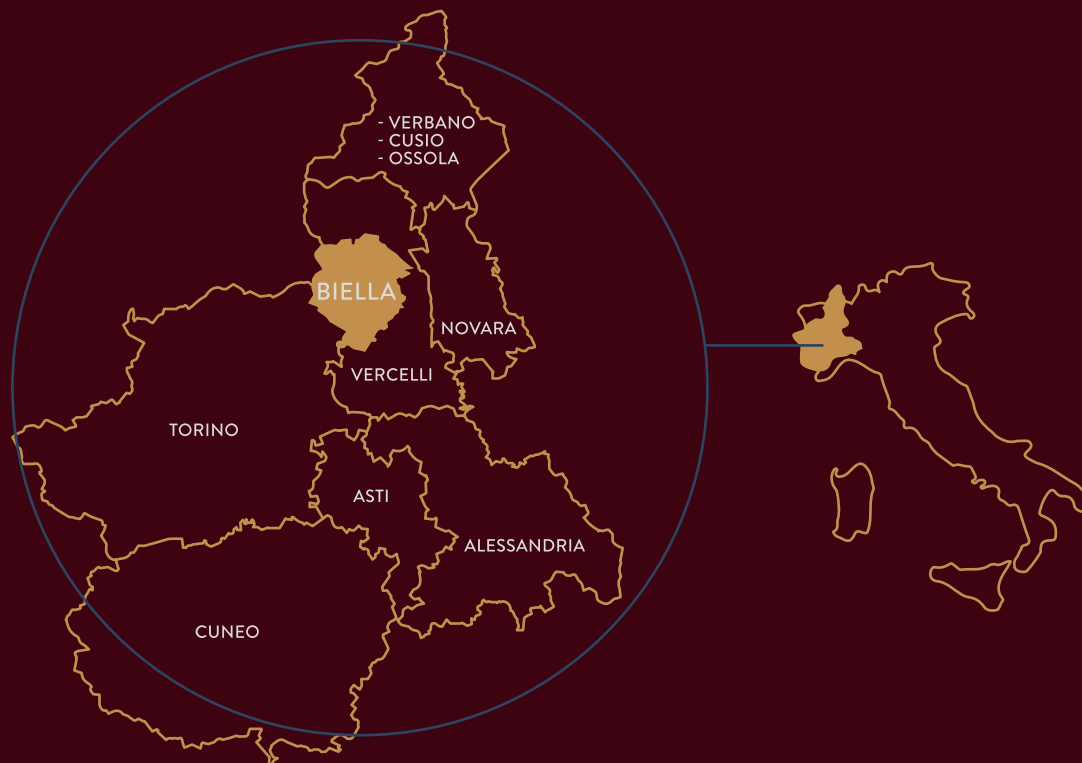 - VERBANO
- CUSIO
- OSSOLA
BIELLA
NOVARA
VERCELLI
TORINO
ASTI
ALESSANDRIA
CUNEO